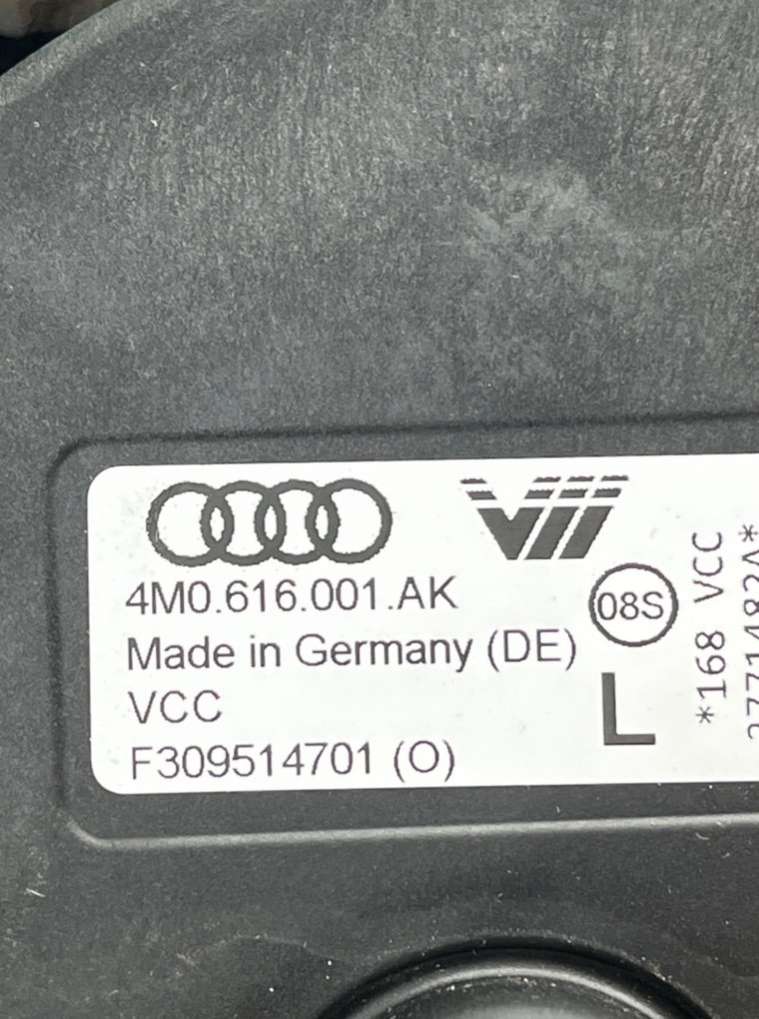 4M0.616.001.AK
Made in Germany (DE)
VCC
F309514701 (O)
08S
L
*168 VCC